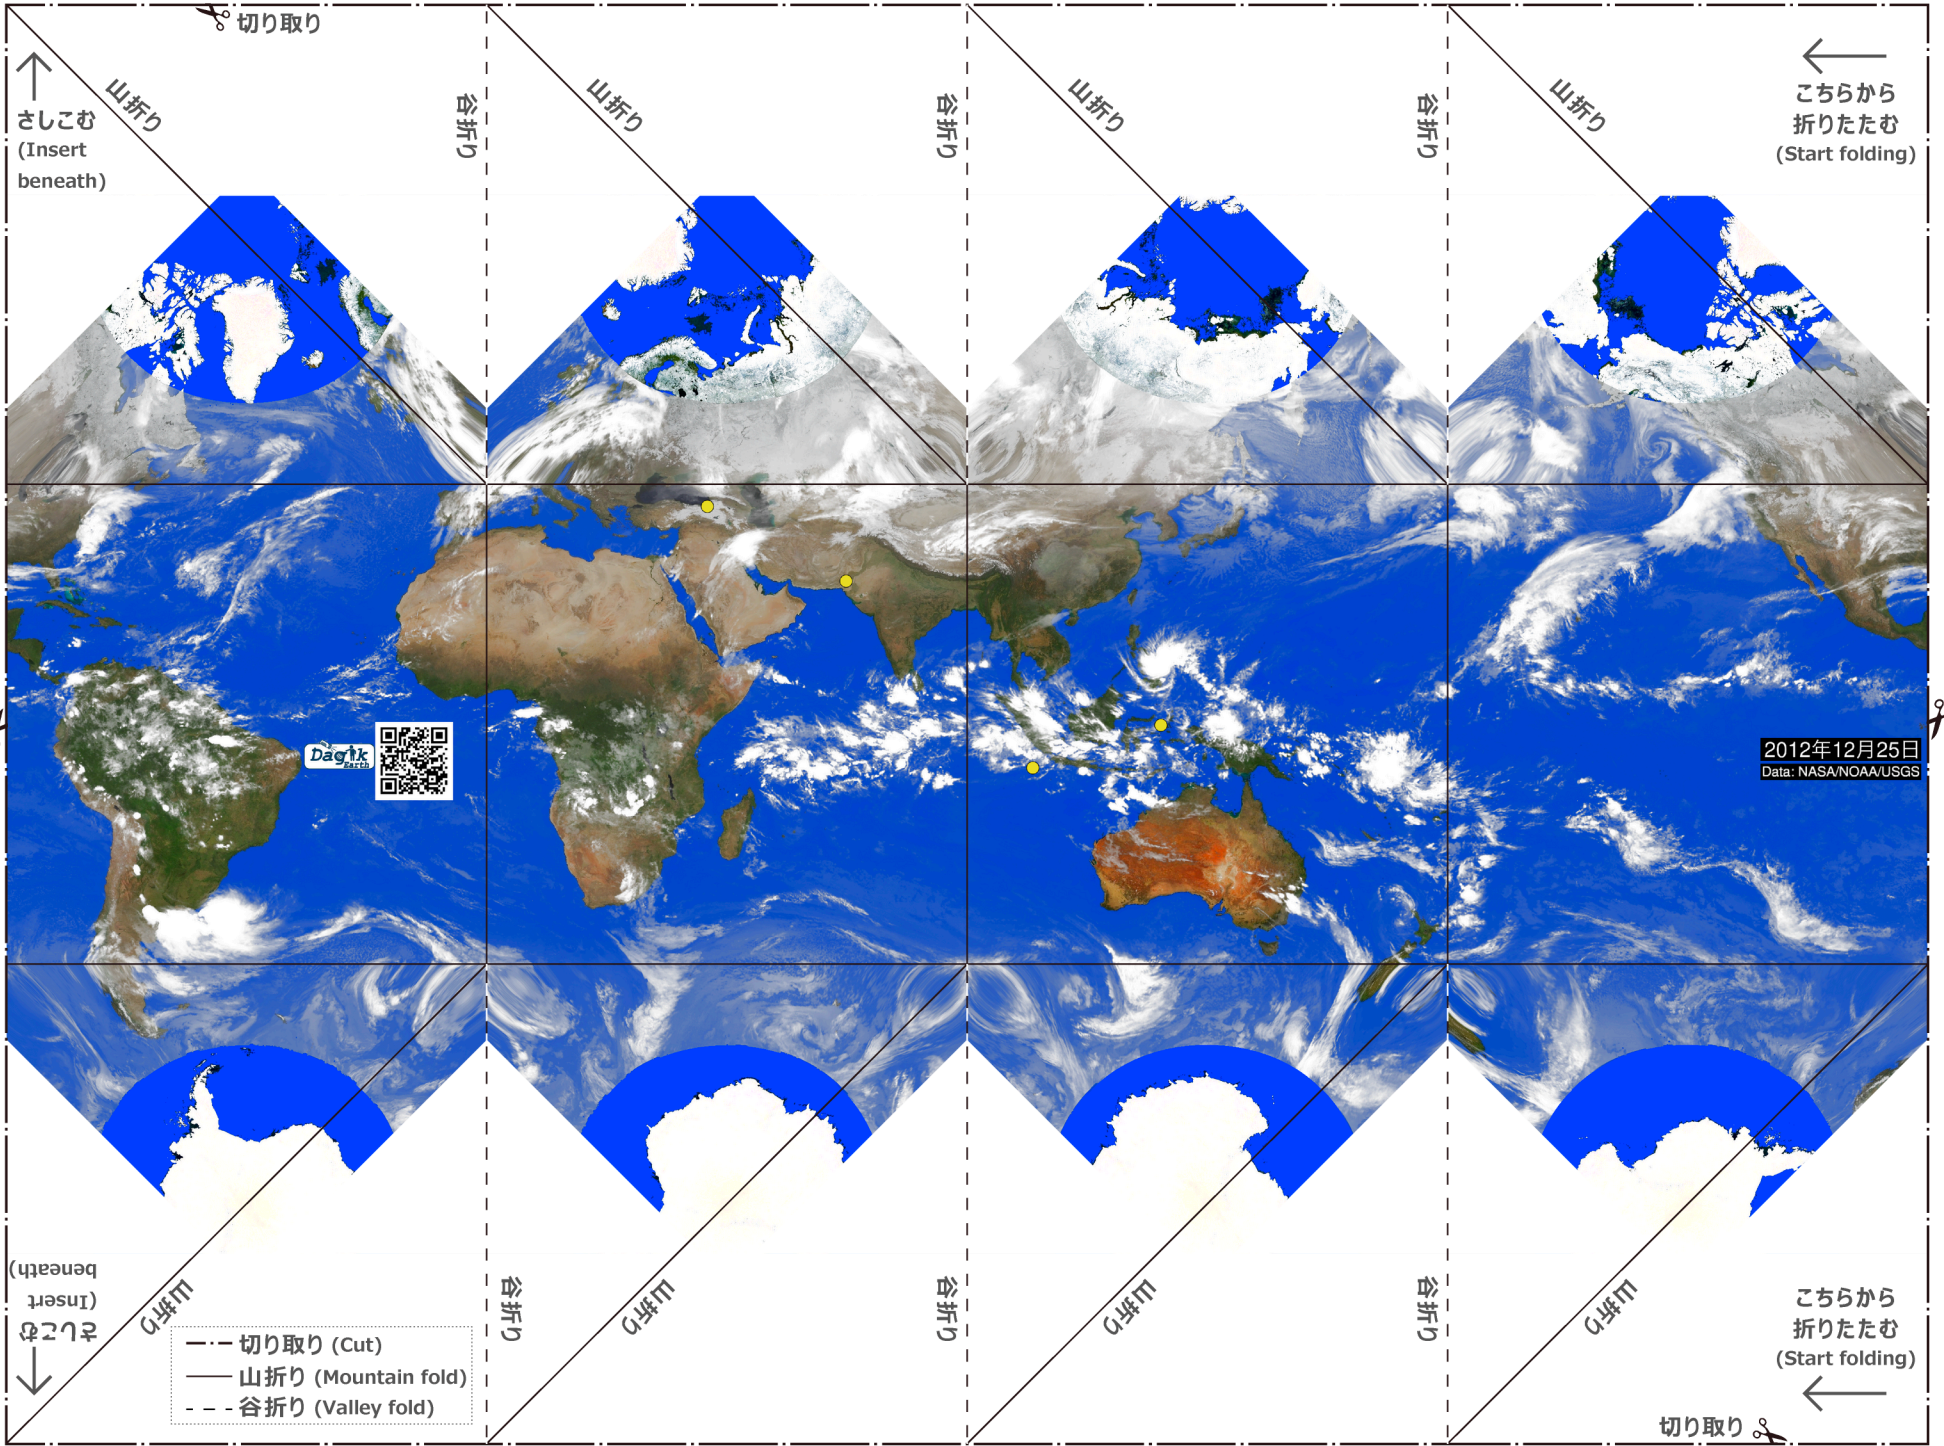 切り取り
山折り
谷折り
山折り
谷折り
山折り
谷折り
山折り
さしこむ
(Insert
beneath)
こちらから
折りたたむ
(Start folding)
Dagik
Earth
2012年12月25日
Data: NASA/NOAA/USGS
さしこむ
(Insert
beneath)
山折り
谷折り
山折り
谷折り
山折り
谷折り
山折り
切り取り (Cut)
山折り (Mountain fold)
谷折り (Valley fold)
こちらから
折りたたむ
(Start folding)
切り取り